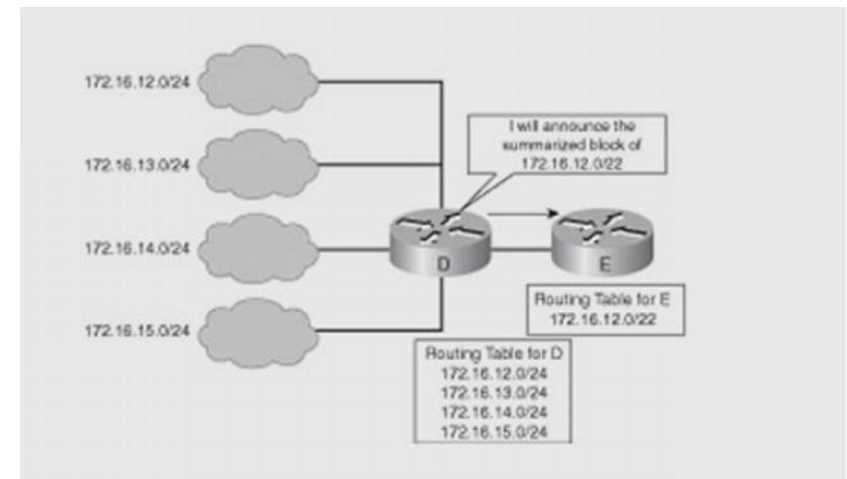 172.16.12.0/24
172.16.13.0/24
172.16.14.0/24
172.16.15.0/24
I will announce the
summarized block of
172.16.12.0/22
D
E
Routing Table for E
172.16.12.0/22
Routing Table for D
172.16.12.0/24
172.16.13.0/24
172.16.14.0/24
172.16.15.0/24